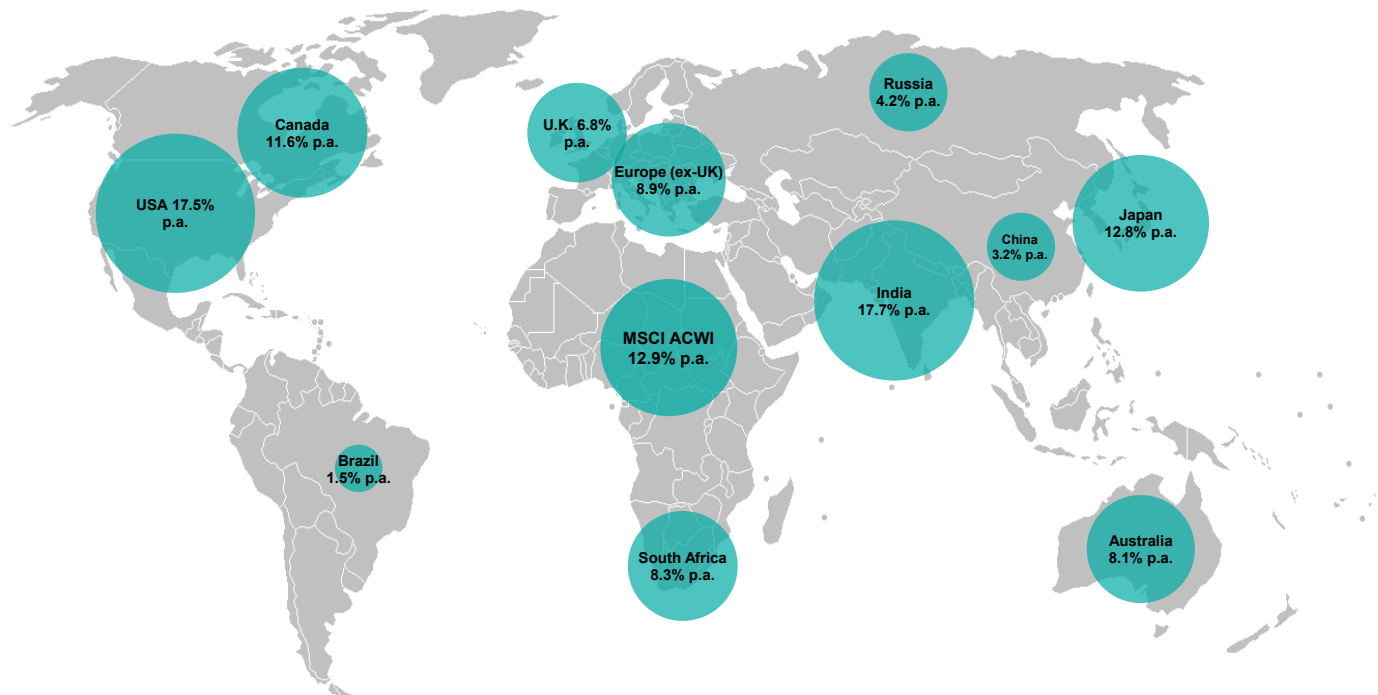 Russia
4.2% p.a.
Canada
11.6% p.a.
U.K. 6.8%
p.a.
Europe (ex-UK)
8.9% p.a.
USA 17.5%
p.a.
Japan
12.8% p.a.
China
3.2% p.a.
India
17.7% p.a.
MSCI ACWI
12.9% p.a.
Brazil
1.5% p.a.
South Africa
8.3% p.a.
Australia
8.1% p.a.